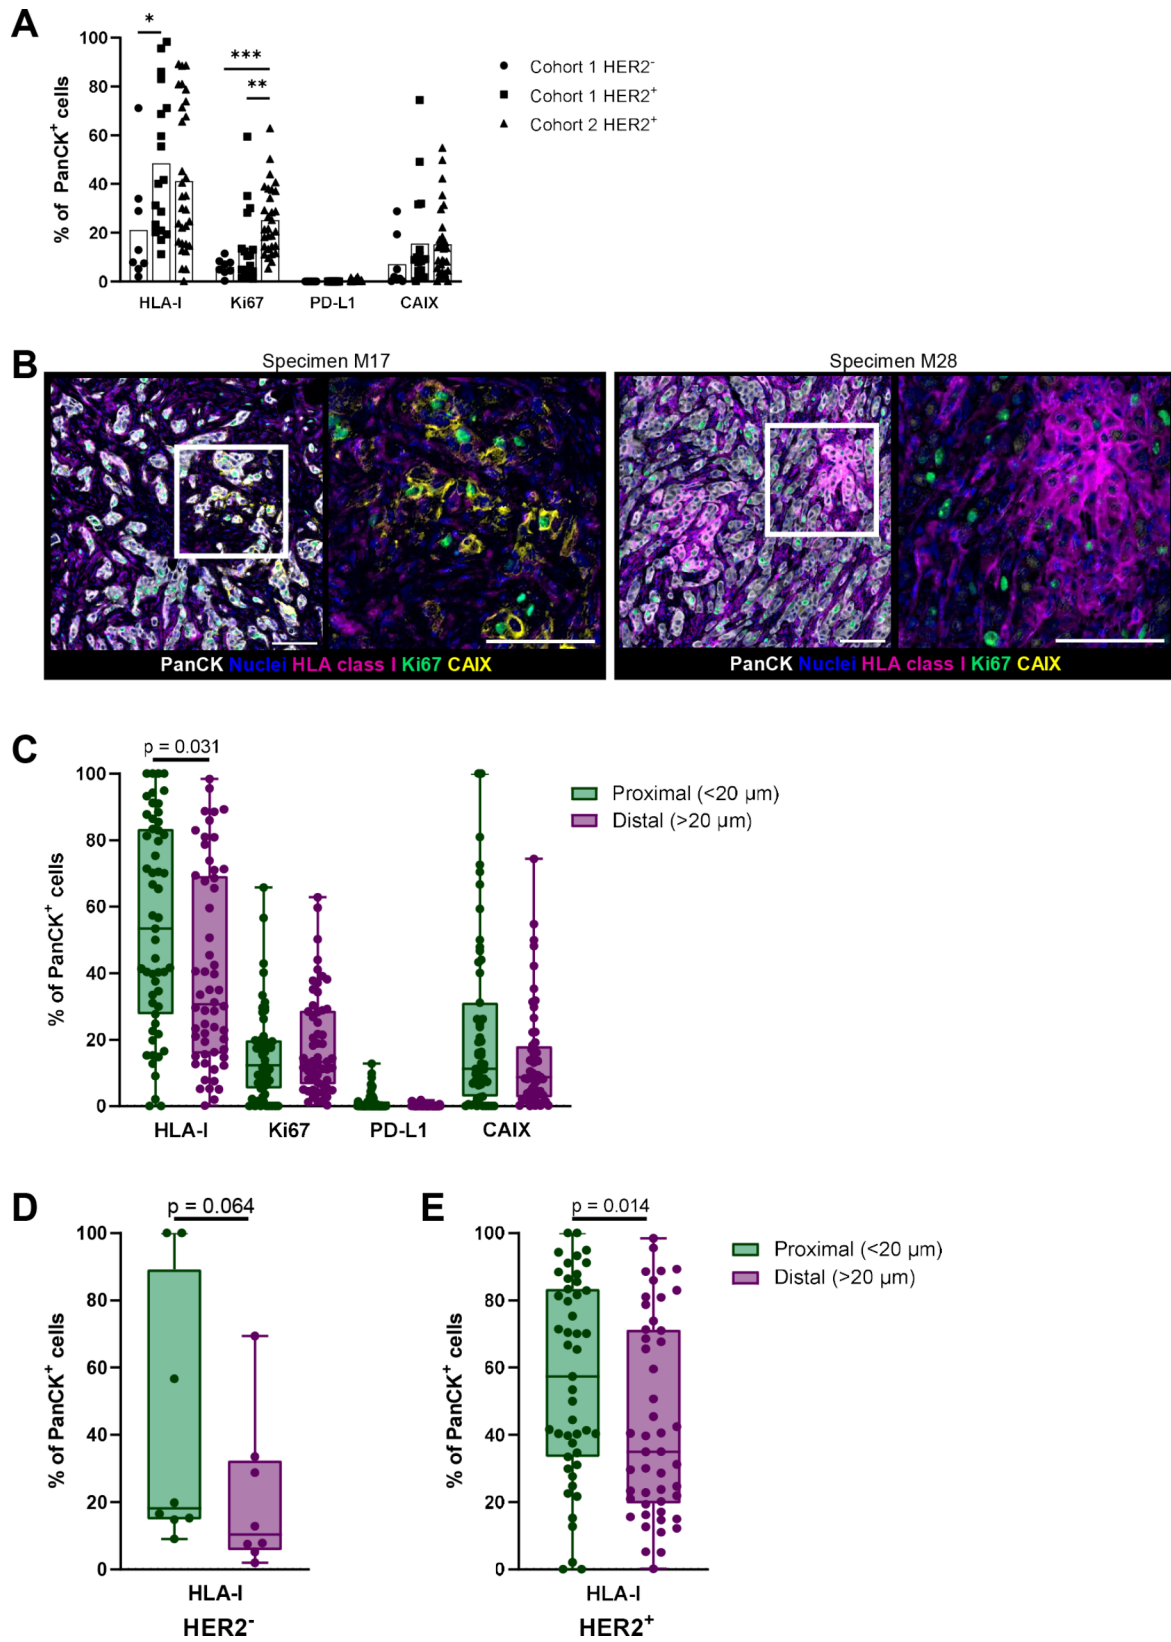 A
% of PanCK⁺ cells
100
80
60
40
20
0
*
***
**
HLA-I
Ki67
PD-L1
CAIX
Cohort 1 HER2⁻
Cohort 1 HER2⁺
Cohort 2 HER2⁺
B
Specimen M17
Specimen M28
PanCK Nuclei HLA class I Ki67 CAIX
PanCK Nuclei HLA class I Ki67 CAIX
C
% of PanCK⁺ cells
100
80
60
40
20
0
p = 0.031
HLA-I
Ki67
PD-L1
CAIX
Proximal (<20 µm)
Distal (>20 µm)
D
% of PanCK⁺ cells
100
80
60
40
20
0
p = 0.064
HLA-I
HER2⁻
E
% of PanCK⁺ cells
100
80
60
40
20
0
p = 0.014
HLA-I
HER2⁺
Proximal (<20 µm)
Distal (>20 µm)